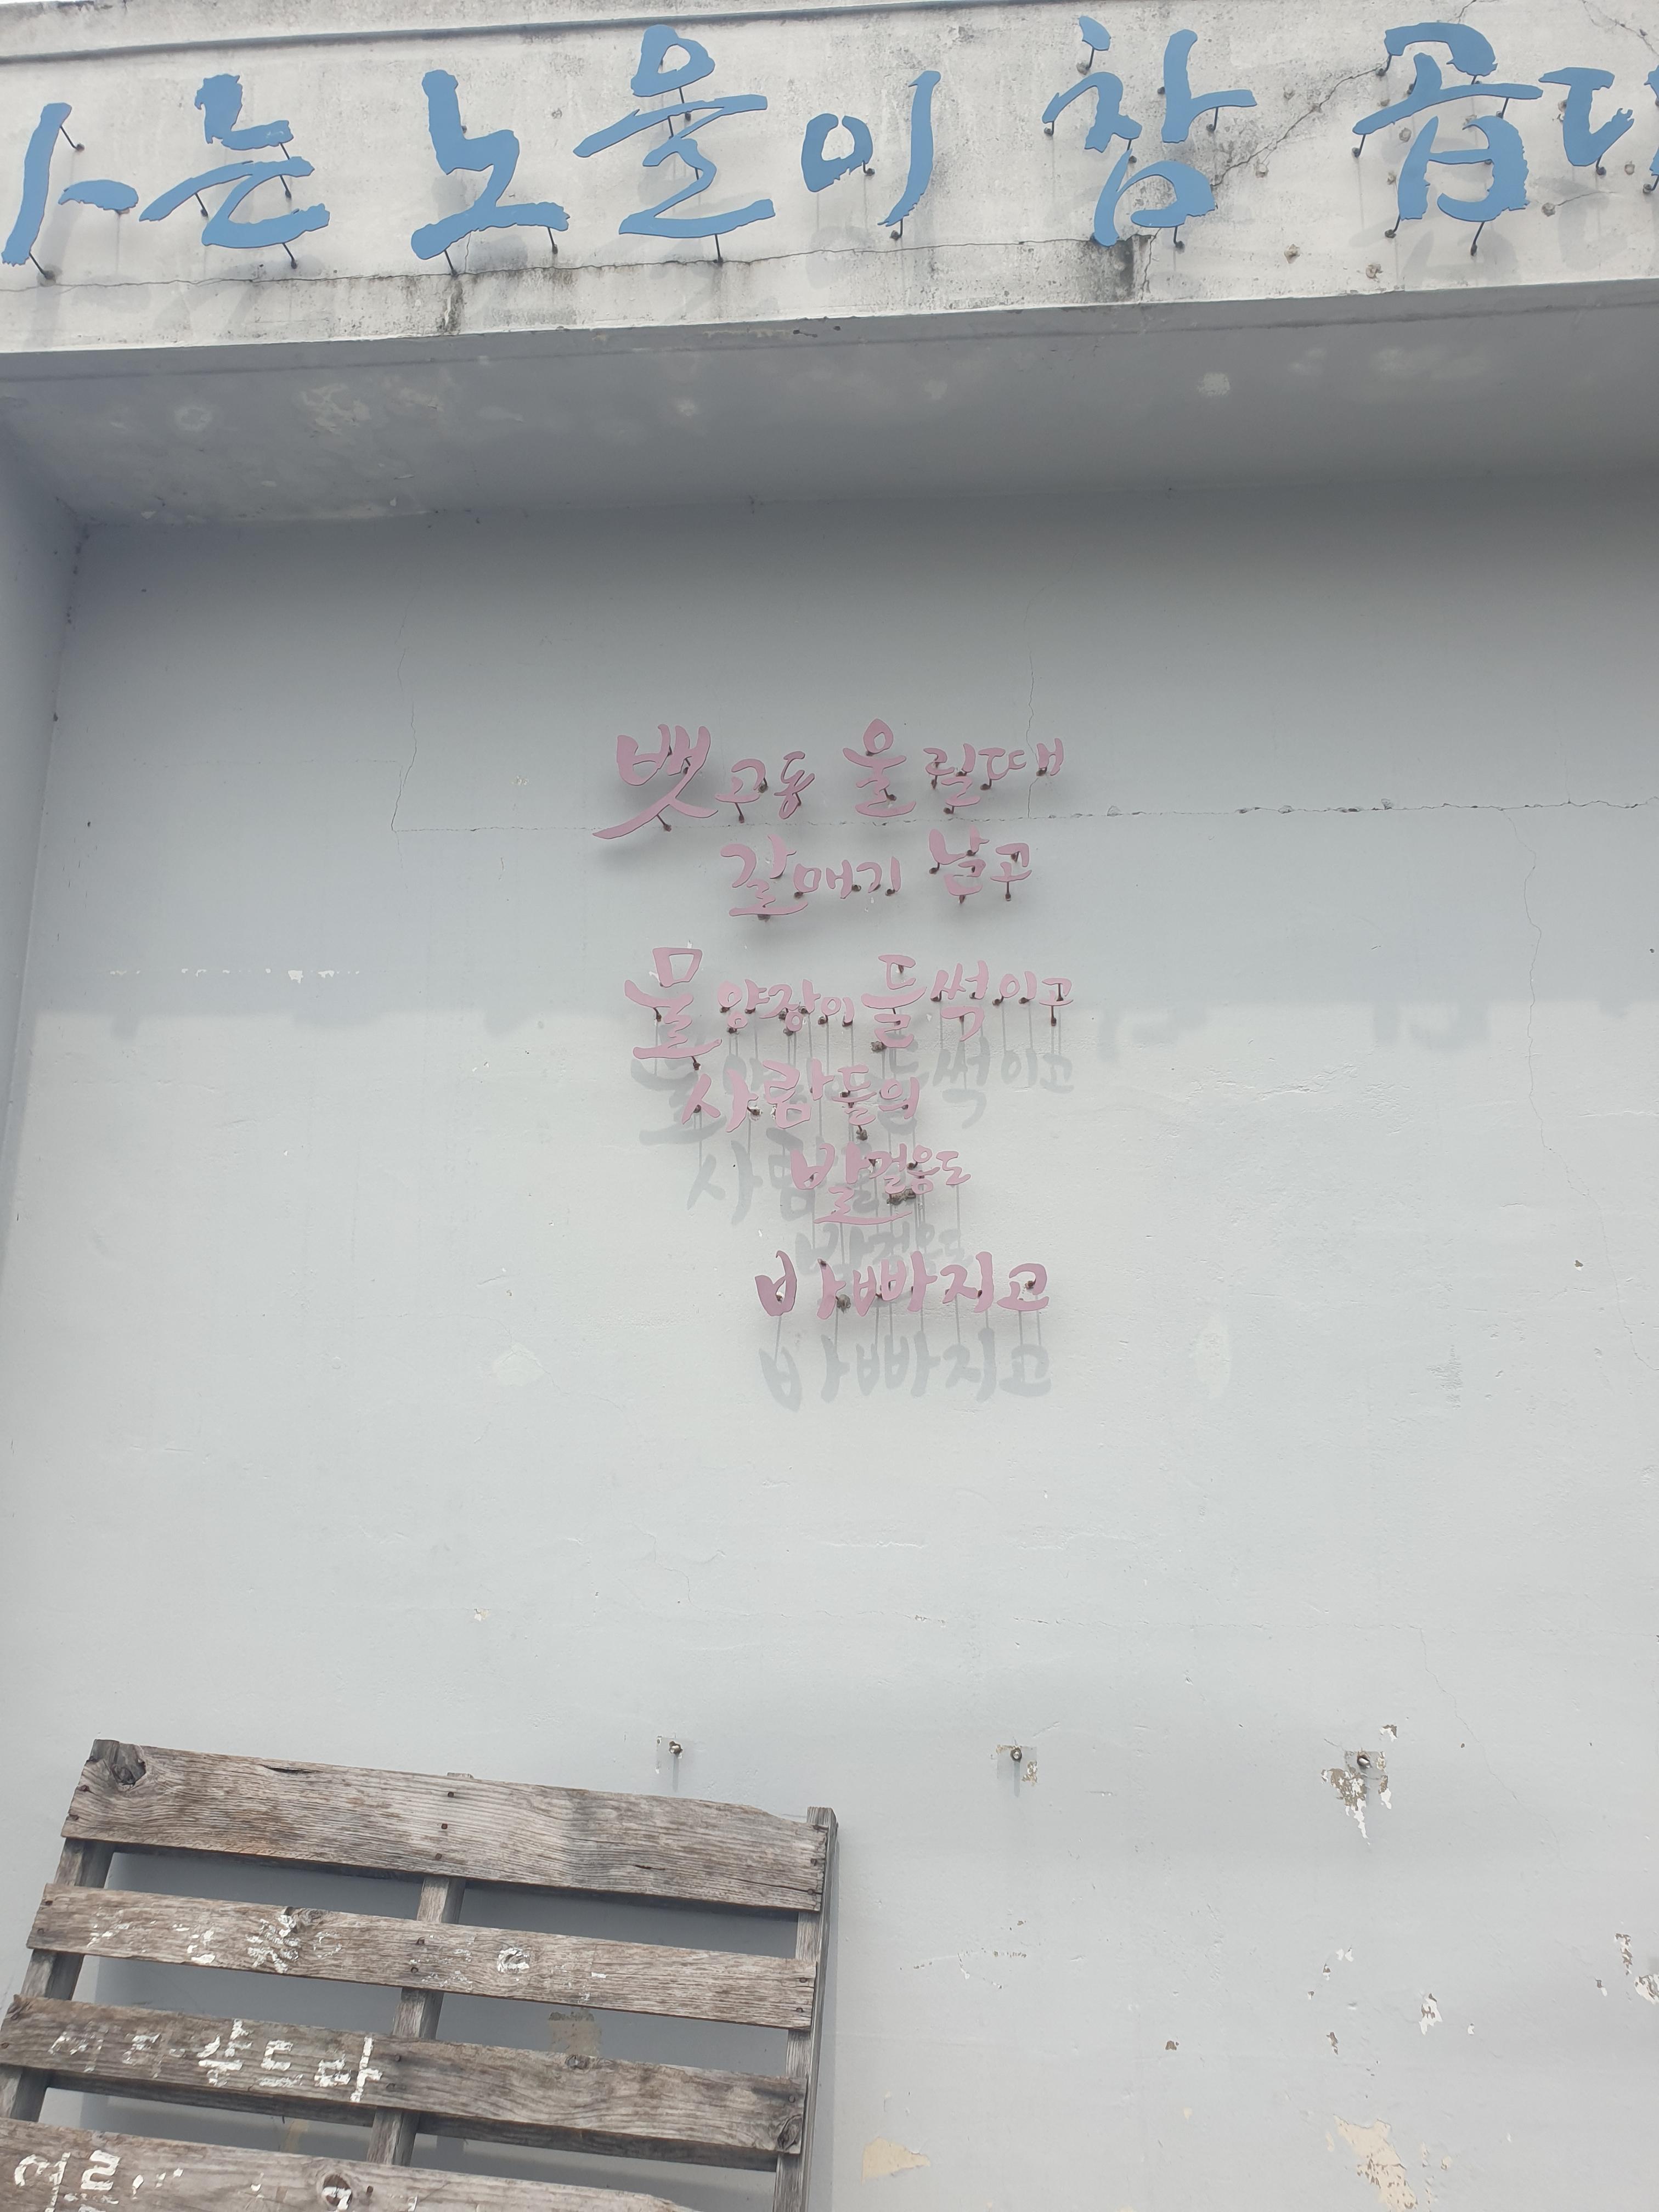 는 노을이 참 곱다
뱃고동 울릴때
갈매기 날고
물양장이 들썩이고
사람들의
발걸음도
바빠지고